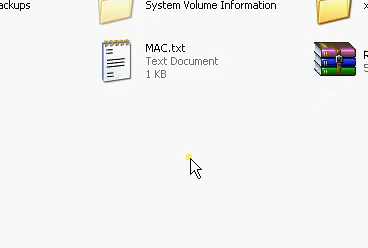 ackups
System Volume Information
MAC.txt
Text Document
1 KB